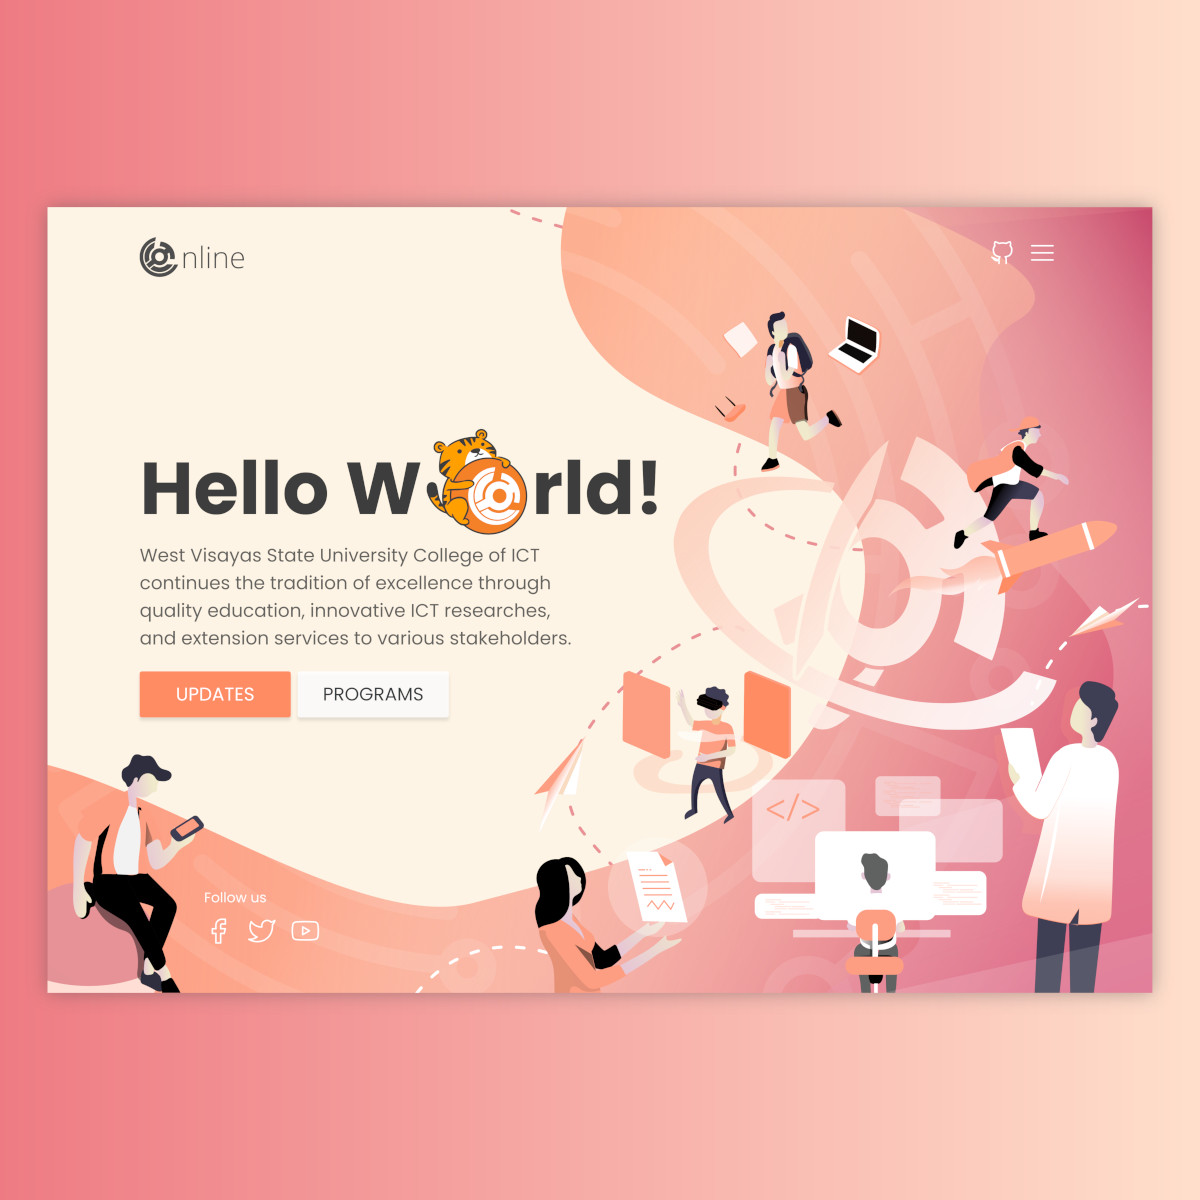 nline
Hello World!
West Visayas State University College of ICT
continues the tradition of excellence through
quality education, innovative ICT researches,
and extension services to various stakeholders.
UPDATES PROGRAMS
</>
Follow us